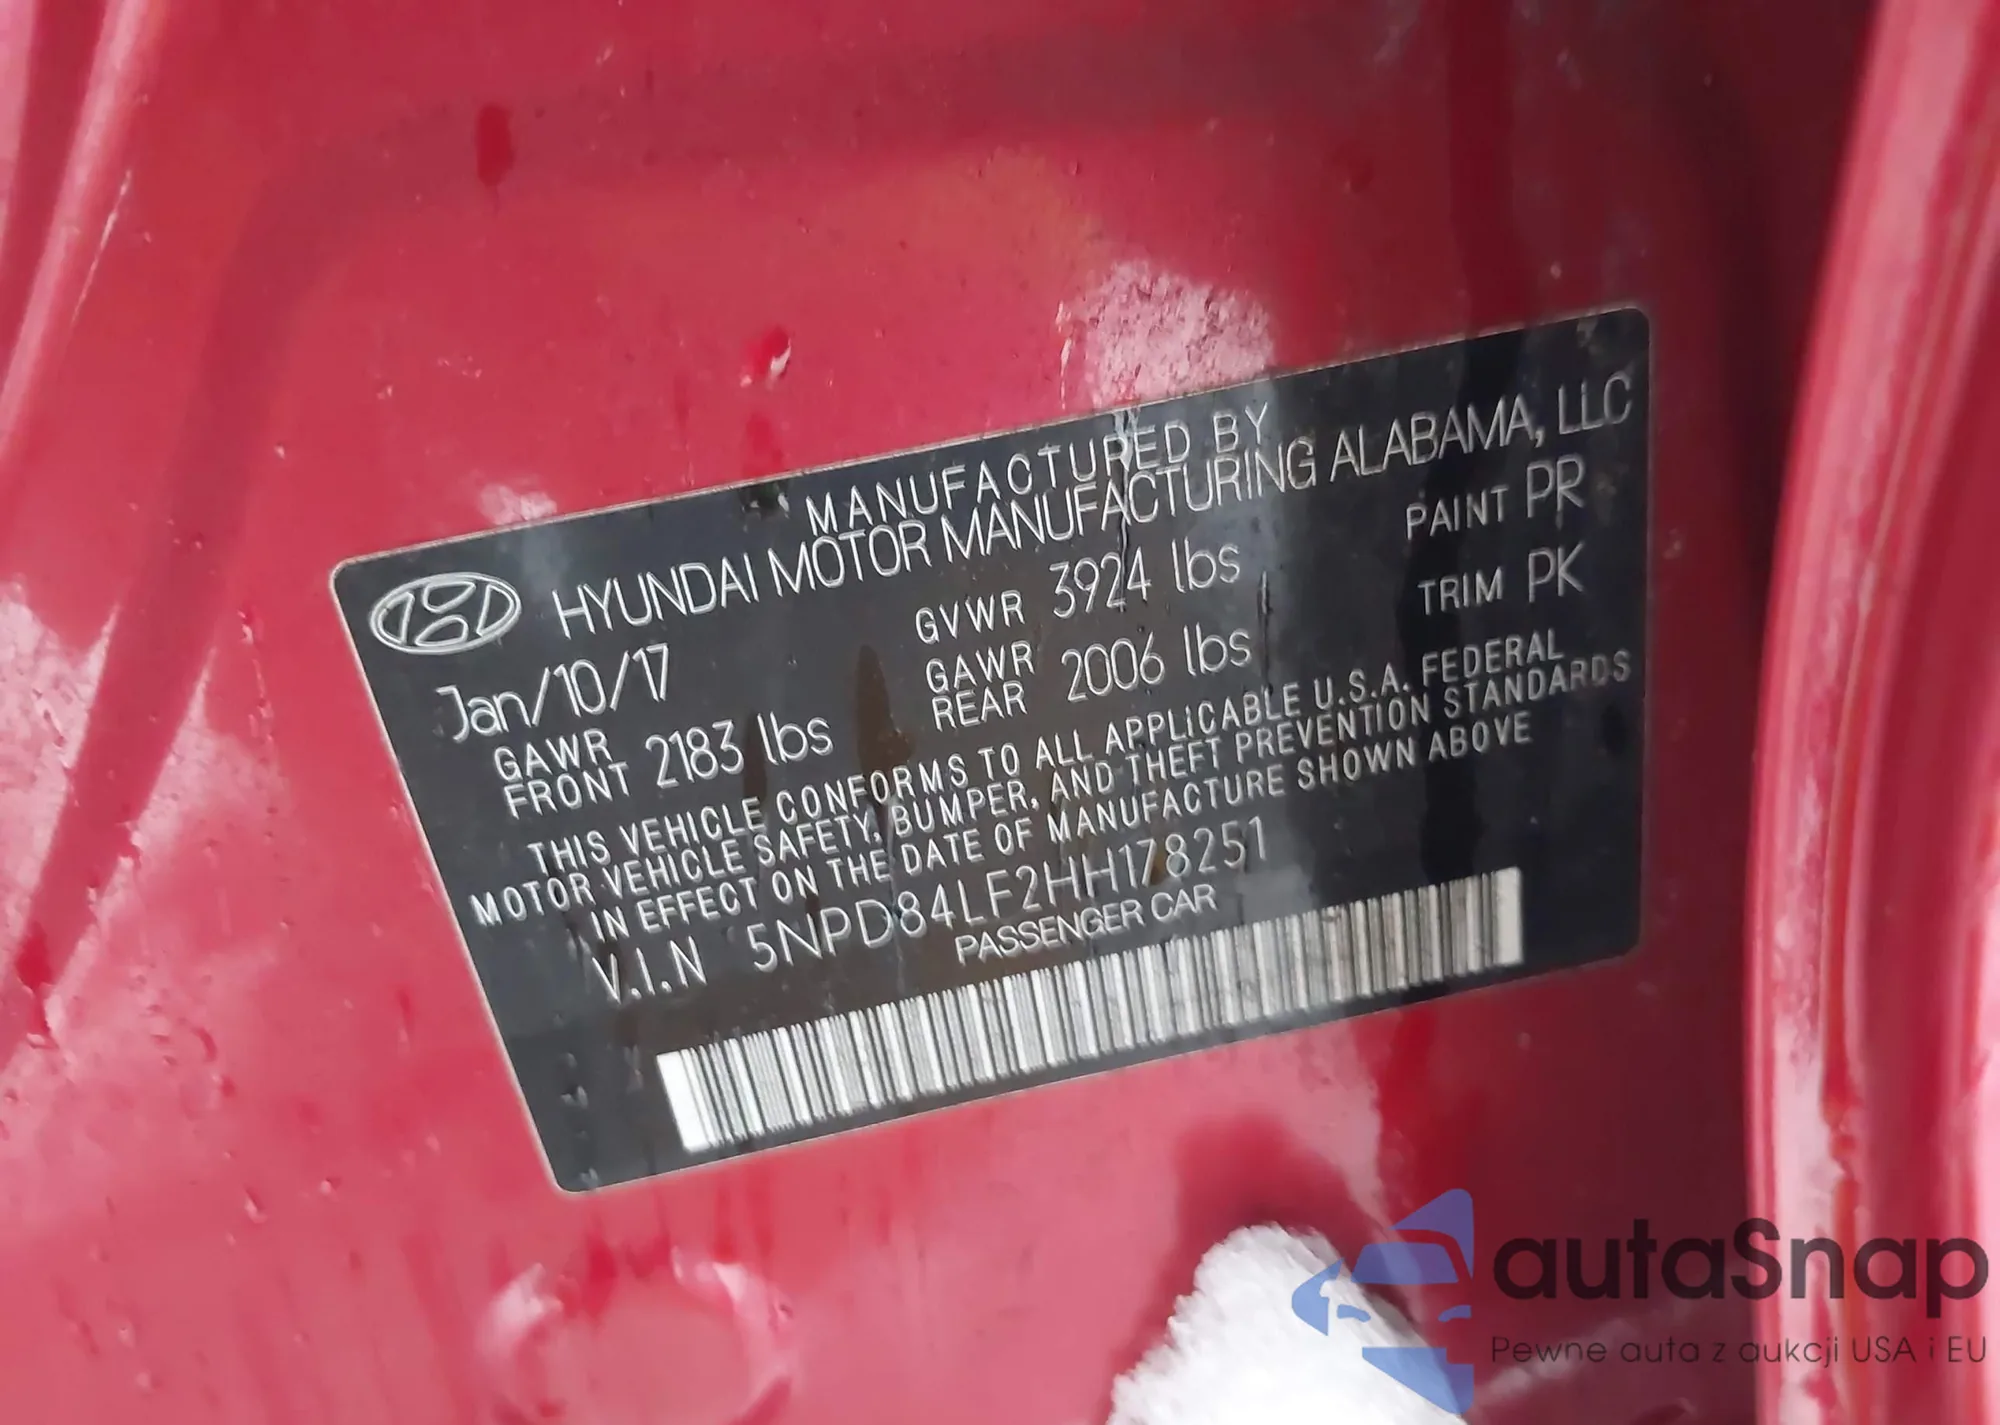 MANUFACTURED BY
HYUNDAI MOTOR MANUFACTURING ALABAMA, LLC
Jan/10/17
GVWR 3924 lbs
PAINT PR
GAWR FRONT 2183 lbs
GAWR REAR 2006 lbs
TRIM PK
THIS VEHICLE CONFORMS TO ALL APPLICABLE U.S.A. FEDERAL
MOTOR VEHICLE SAFETY, BUMPER, AND THEFT PREVENTION STANDARDS
IN EFFECT ON THE DATE OF MANUFACTURE SHOWN ABOVE
V.I.N 5NPD84LF2HH178251
PASSENGER CAR
autaSnap
Pewne auta z aukcji USA i EU